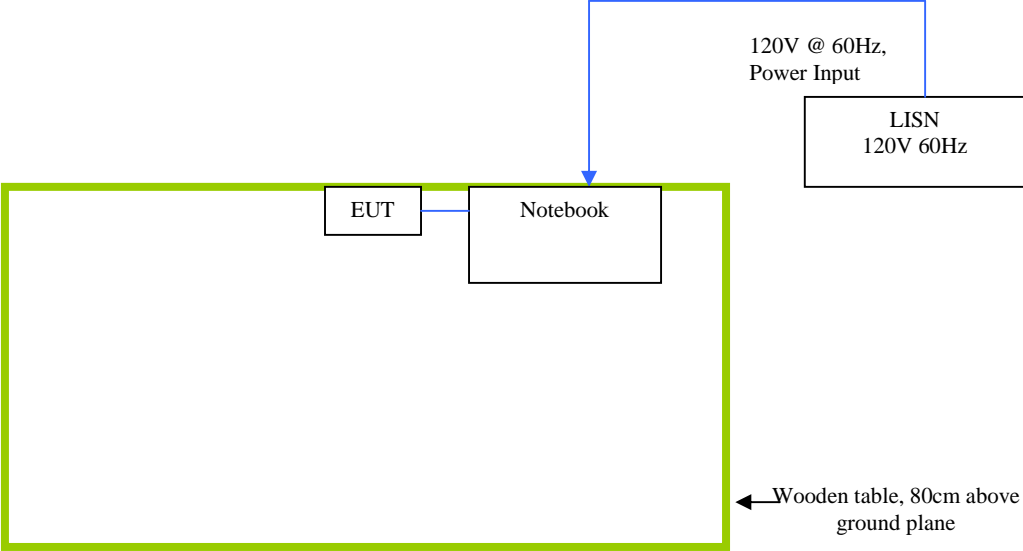 120V @ 60Hz,
Power Input
LISN
120V 60Hz
EUT
Notebook
Wooden table, 80cm above
ground plane